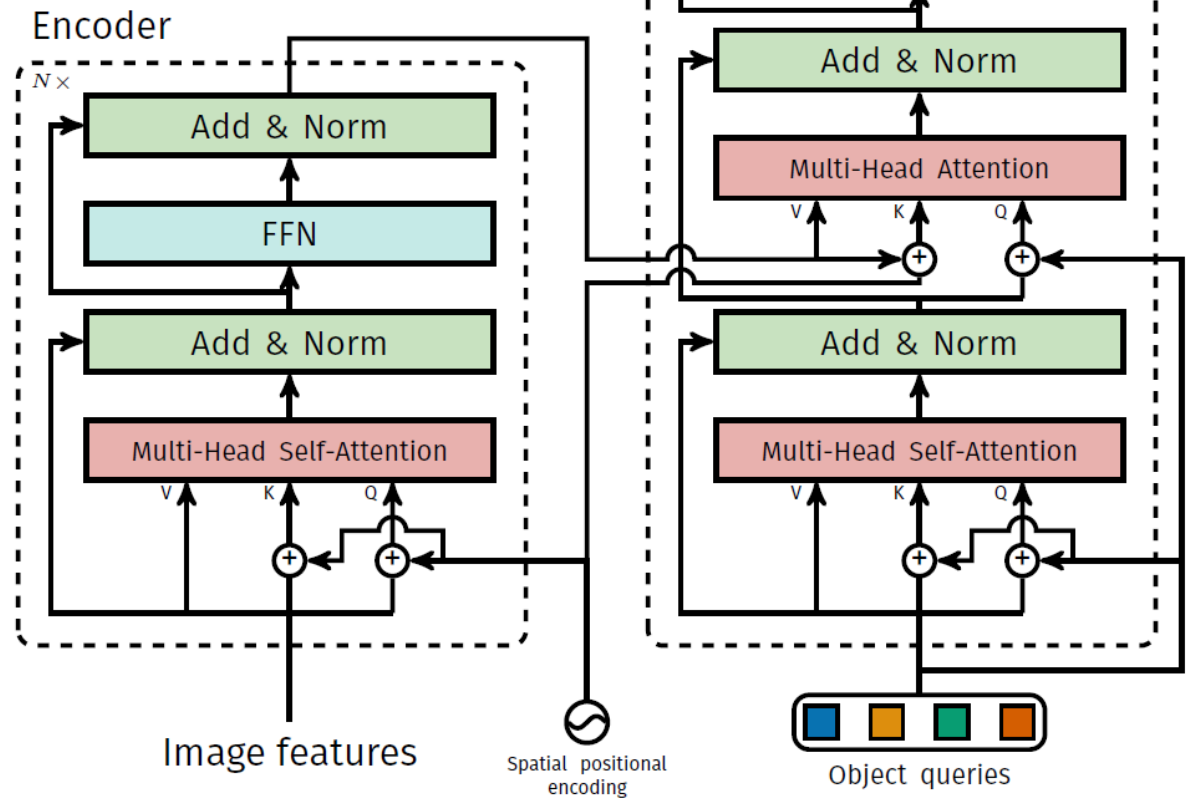 Encoder
N×
Add & Norm
FFN
Add & Norm
Multi-Head Self-Attention
V K Q
+ +
Image features
Spatial positional
encoding
Add & Norm
Multi-Head Attention
V K Q
+ +
Add & Norm
Multi-Head Self-Attention
V K Q
+ +
Object queries